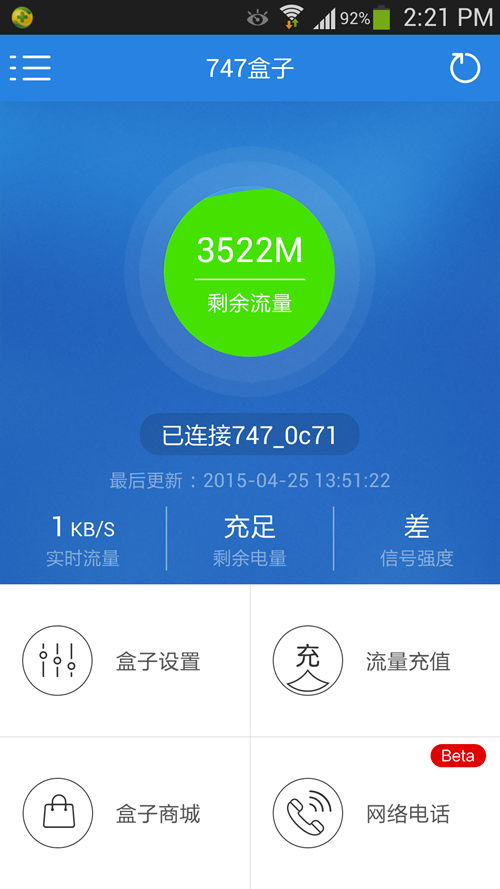 92% 2:21 PM
747盒子
3522M
剩余流量
已连接747_0c71
最后更新：2015-04-25 13:51:22
1 KB/S 充足 差
实时流量 剩余电量 信号强度
盒子设置 充 流量充值
Beta
盒子商城 网络电话